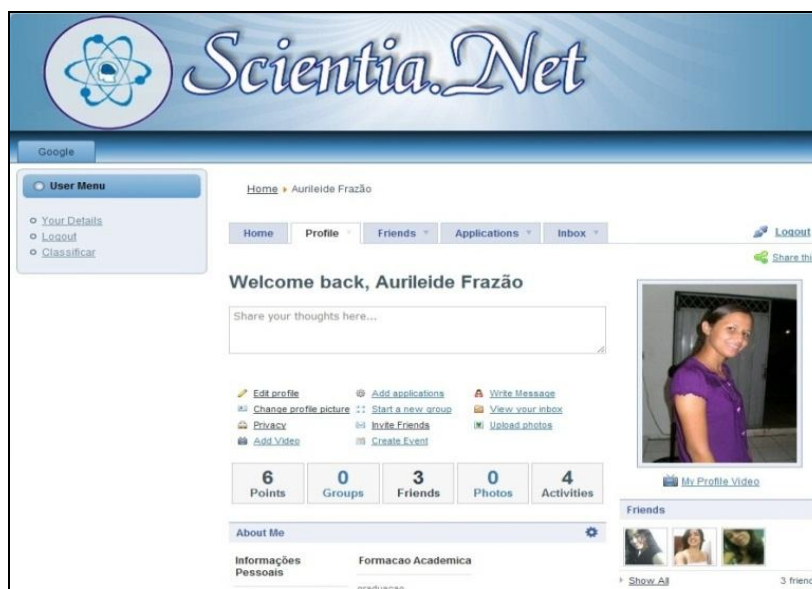 Scientia.Net
Google
User Menu
Your Details
Logout
Classificar
Home Aurileide Frazão
Home Profile Friends Applications Inbox
Logout
Share thi
Welcome back, Aurileide Frazão
Share your thoughts here...
Edit profile Add applications Write Message
Change profile picture Start a new group View your inbox
Privacy Invite Friends Upload photos
Add Video Create Event
6 0 3 0 4
Points Groups Friends Photos Activities
My Profile Video
Friends
Show All 3 frienc
About Me
Informações Pessoais
Formacao Academica
graduacao